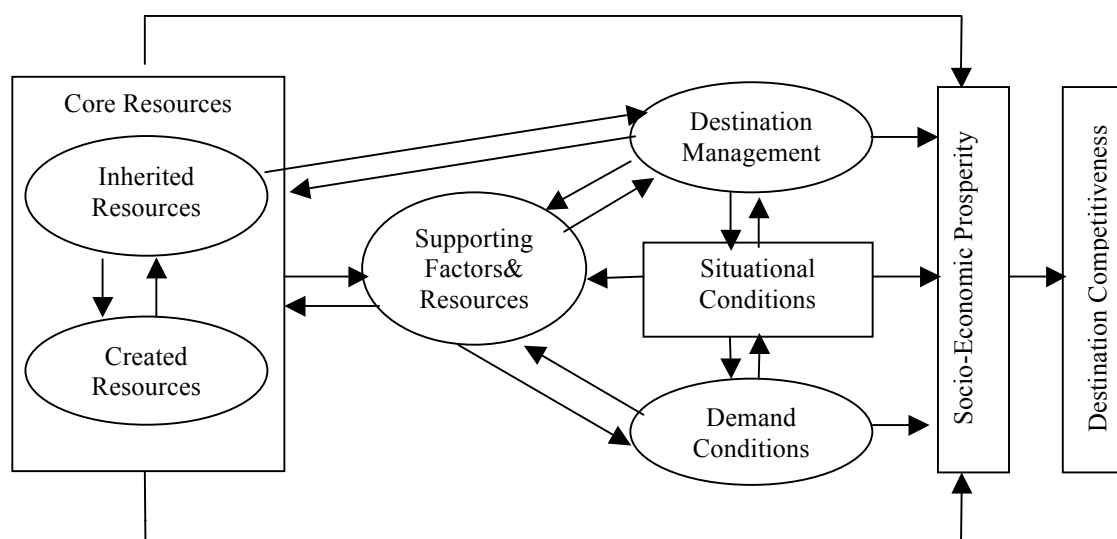 Core Resources
Inherited
Resources
Created
Resources
Supporting
Factors&
Resources
Destination
Management
Situational
Conditions
Demand
Conditions
Socio-Economic Prosperity
Destination Competitiveness